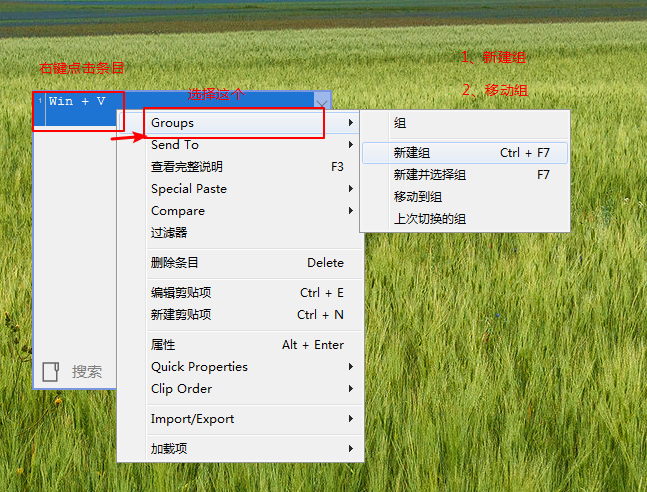 右键点击条目
1、新建组
2、移动组
选择这个
1 Win + V
Groups
Send To
查看完整说明 F3
Special Paste
Compare
过滤器
删除条目 Delete
编辑剪贴项 Ctrl + E
新建剪贴项 Ctrl + N
属性 Alt + Enter
Quick Properties
Clip Order
Import/Export
加载项
组
新建组 Ctrl + F7
新建并选择组 F7
移动到组
上次切换的组
搜索